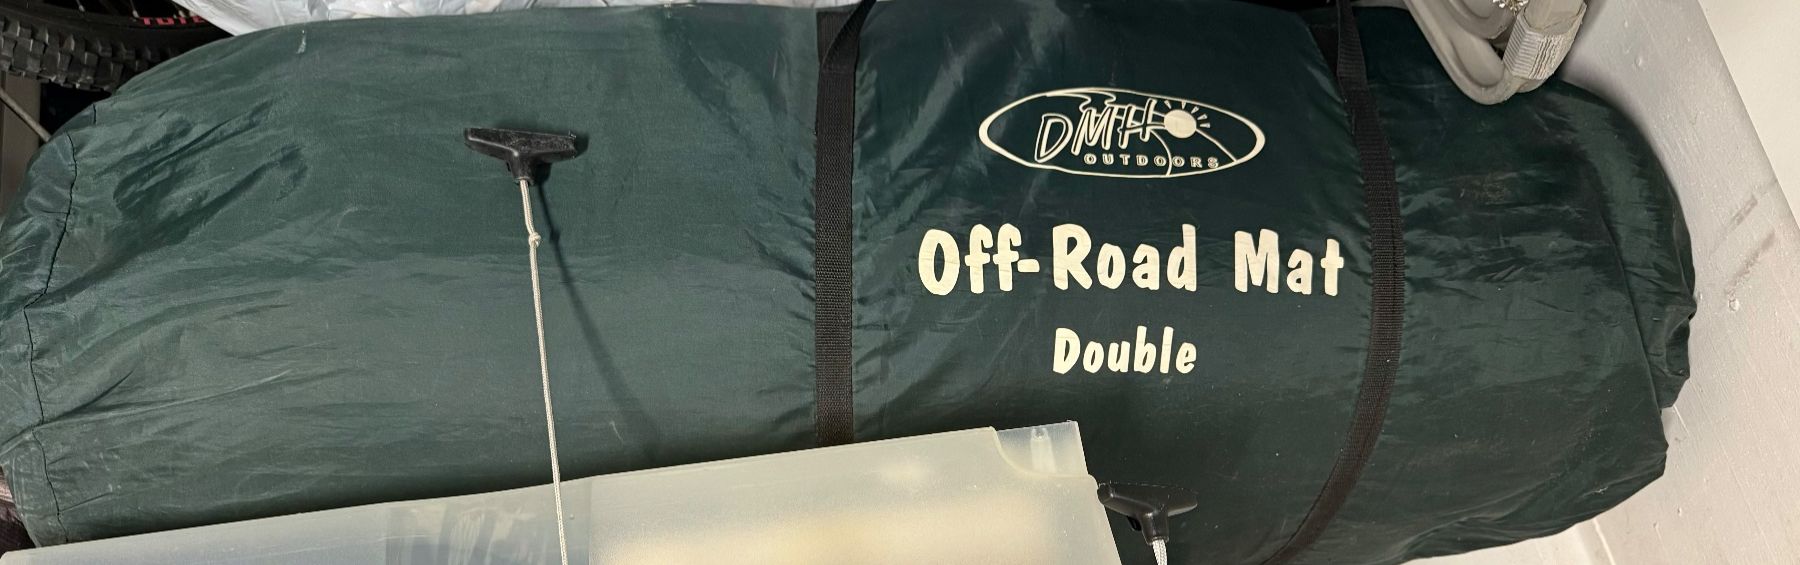 DMH
OUTDOORS
Off-Road Mat
Double